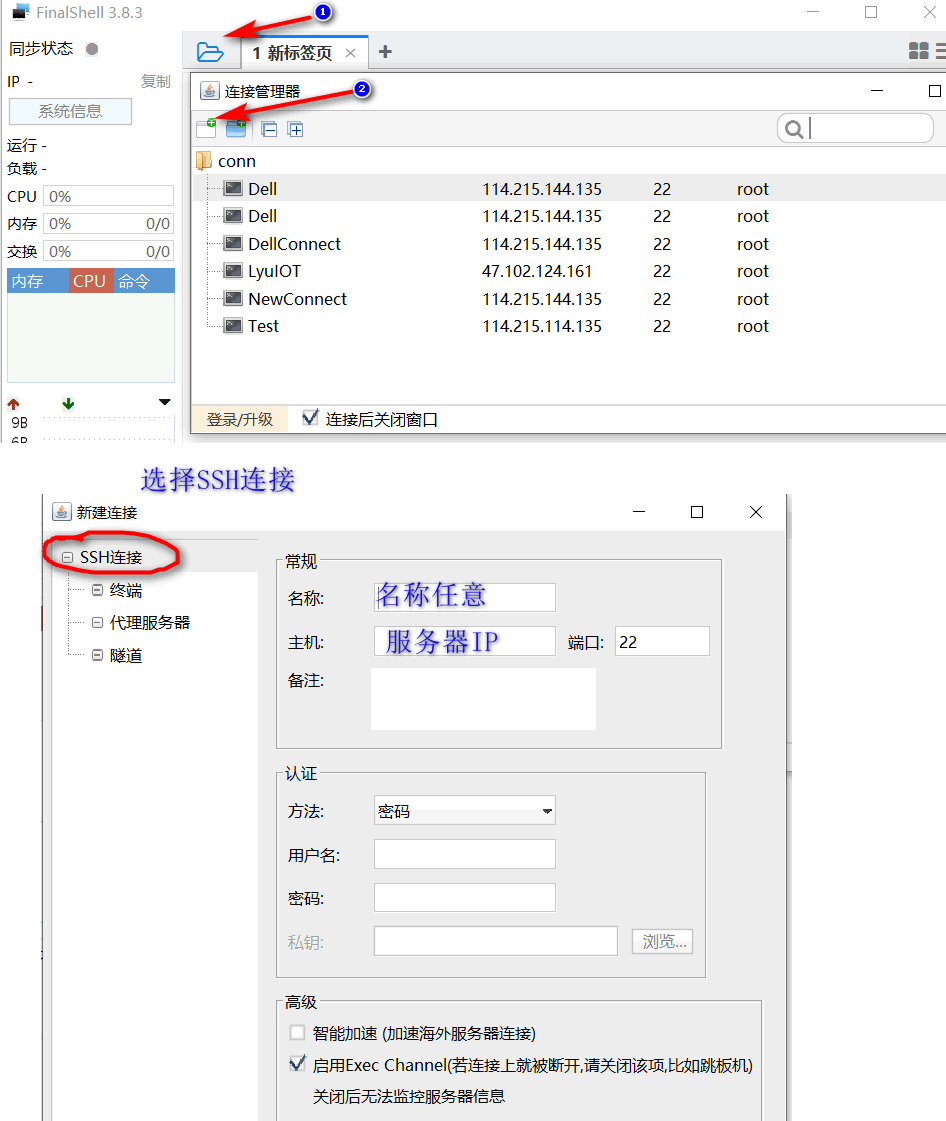 FinalShell 3.8.3
1
同步状态
1 新标签页
IP -
复制
连接管理器
2
系统信息
运行 -
负载 -
conn
CPU 0%
Dell 114.215.144.135 22 root
内存 0% 0/0
Dell 114.215.144.135 22 root
交换 0% 0/0
DellConnect 114.215.144.135 22 root
内存 CPU 命令
LyuIOT 47.102.124.161 22 root
NewConnect 114.215.144.135 22 root
Test 114.215.114.135 22 root
9B
登录/升级 连接后关闭窗口
6B
选择SSH连接
新建连接
SSH连接
终端
代理服务器
隧道
常规
名称: 名称任意
主机: 服务器IP 端口: 22
备注:
认证
方法: 密码
用户名:
密码:
私钥: 浏览...
高级
智能加速 (加速海外服务器连接)
启用Exec Channel(若连接上就被断开,请关闭该项,比如跳板机)
关闭后无法监控服务器信息